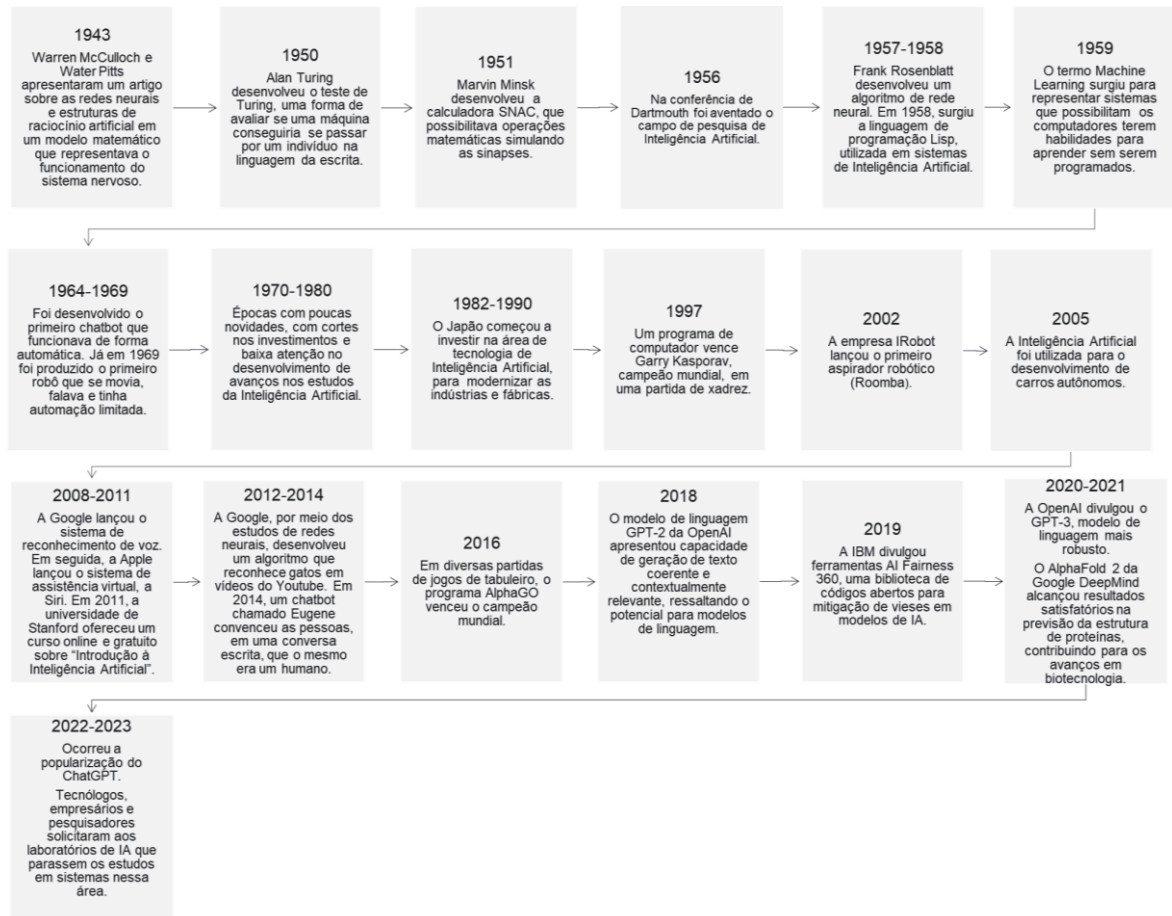 1943
Warren McCulloch e
Water Pitts
apresentaram um artigo
sobre as redes neurais
e estruturas de
raciocínio artificial em
um modelo matemático
que representava o
funcionamento do
sistema nervoso.
1950
Alan Turing
desenvolveu o teste de
Turing, uma forma de
avaliar se uma máquina
conseguiria se passar
por um indivíduo na
linguagem da escrita.
1951
Marvin Minsk
desenvolveu a
calculadora SNAC, que
possibilitava operações
matemáticas simulando
as sinapses.
1956
Na conferência de
Dartmouth foi aventado o
campo de pesquisa de
Inteligência Artificial.
1957-1958
Frank Rosenblatt
desenvolveu um
algoritmo de rede
neural. Em 1958, surgiu
a linguagem de
programação Lisp,
utilizada em sistemas
de Inteligência Artificial.
1959
O termo Machine
Learning surgiu para
representar sistemas
que possibilitam os
computadores terem
habilidades para
aprender sem serem
programados.
1964-1969
Foi desenvolvido o
primeiro chatbot que
funcionava de forma
automática. Já em 1969
foi produzido o primeiro
robô que se movia,
falava e tinha
automação limitada.
1970-1980
Épocas com poucas
novidades, com cortes
nos investimentos e
baixa atenção no
desenvolvimento de
avanços nos estudos
da Inteligência Artificial.
1982-1990
O Japão começou a
investir na área de
tecnologia de
Inteligência Artificial,
para modernizar as
indústrias e fábricas.
1997
Um programa de
computador vence
Garry Kasporav,
campeão mundial, em
uma partida de xadrez.
2002
A empresa IRobot
lançou o primeiro
aspirador robótico
(Roomba).
2005
A Inteligência Artificial
foi utilizada para o
desenvolvimento de
carros autônomos.
2008-2011
A Google lançou o
sistema de
reconhecimento de voz.
Em seguida, a Apple
lançou o sistema de
assistência virtual, a
Siri. Em 2011, a
universidade de
Stanford ofereceu um
curso online e gratuito
sobre “Introdução à
Inteligência Artificial”.
2012-2014
A Google, por meio dos
estudos de redes
neurais, desenvolveu
um algoritmo que
reconhece gatos em
vídeos do Youtube. Em
2014, um chatbot
chamado Eugene
convenceu as pessoas,
em uma conversa
escrita, que o mesmo
era um humano.
2016
Em diversas partidas
de jogos de tabuleiro, o
programa AlphaGO
venceu o campeão
mundial.
2018
O modelo de linguagem
GPT-2 da OpenAI
apresentou capacidade
de geração de texto
coerente e
contextualmente
relevante, ressaltando o
potencial para modelos
de linguagem.
2019
A IBM divulgou
ferramentas AI Fairness
360, uma biblioteca de
códigos abertos para
mitigação de vieses em
modelos de IA.
2020-2021
A OpenAI divulgou o
GPT-3, modelo de
linguagem mais
robusto.
O AlphaFold 2 da
Google DeepMind
alcançou resultados
satisfatórios na
previsão da estrutura
de proteínas,
contribuindo para os
avanços em
biotecnologia.
2022-2023
Ocorreu a
popularização do
ChatGPT.
Tecnólogos,
empresários e
pesquisadores
solicitaram aos
laboratórios de IA que
parassem os estudos
em sistemas nessa
área.